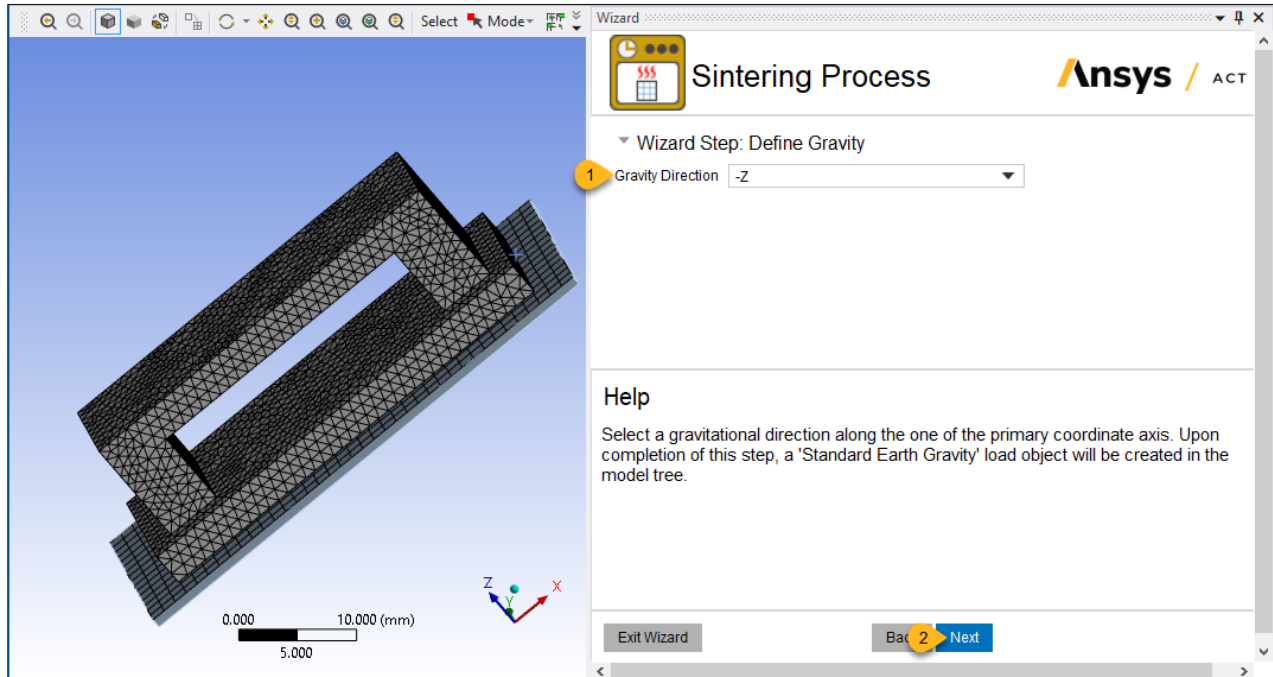 Select Mode
Wizard
Sintering Process
Ansys / ACT
Wizard Step: Define Gravity
1
Gravity Direction
-Z
Help
Select a gravitational direction along the one of the primary coordinate axis. Upon
completion of this step, a 'Standard Earth Gravity' load object will be created in the
model tree.
Z
X
Y
0.000
10.000 (mm)
5.000
Exit Wizard
2
Next